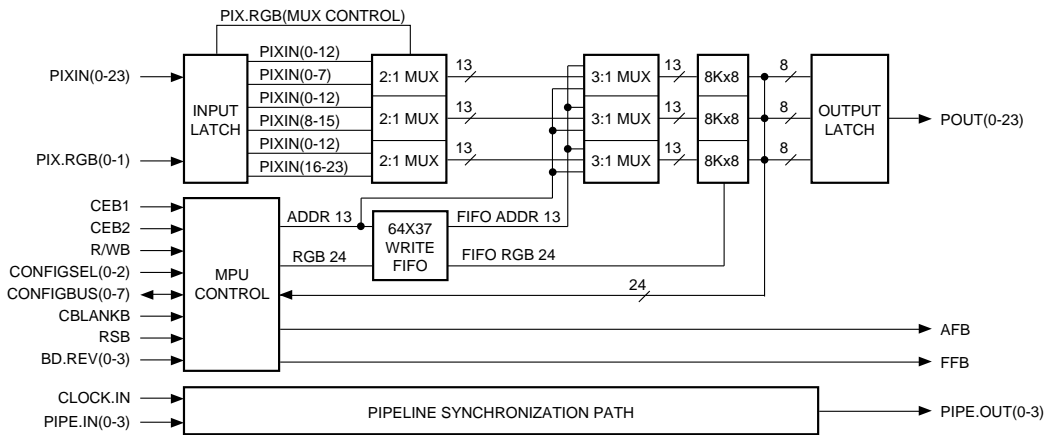 PIX.RGB(MUX CONTROL)
PIXIN(0-23)
PIX.RGB(0-1)
INPUT
LATCH
PIXIN(0-12)
PIXIN(0-7)
PIXIN(0-12)
PIXIN(8-15)
PIXIN(0-12)
PIXIN(16-23)
2:1 MUX
2:1 MUX
2:1 MUX
13
13
13
3:1 MUX
3:1 MUX
3:1 MUX
13
13
13
8Kx8
8Kx8
8Kx8
8
8
8
OUTPUT
LATCH
POUT(0-23)
CEB1
CEB2
R/WB
CONFIGSEL(0-2)
CONFIGBUS(0-7)
CBLANKB
RSB
BD.REV(0-3)
MPU
CONTROL
ADDR 13
RGB 24
64X37
WRITE
FIFO
FIFO ADDR 13
FIFO RGB 24
24
AFB
FFB
CLOCK.IN
PIPE.IN(0-3)
PIPELINE SYNCHRONIZATION PATH
PIPE.OUT(0-3)